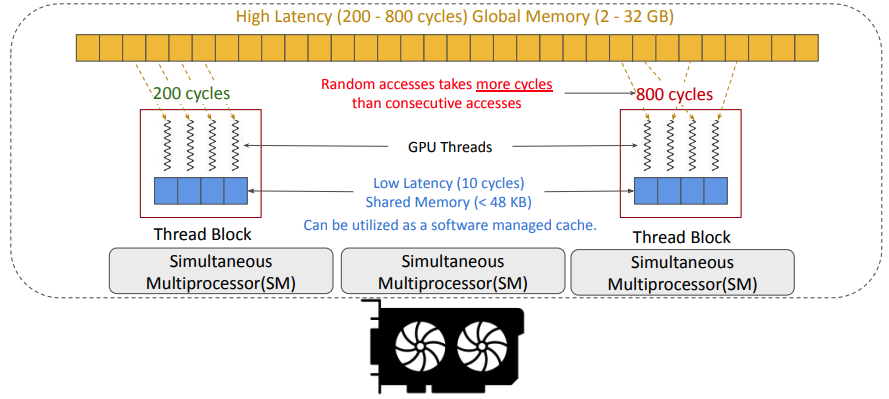 High Latency (200 - 800 cycles) Global Memory (2 - 32 GB)
200 cycles
Random accesses takes more cycles
than consecutive accesses
800 cycles
GPU Threads
Low Latency (10 cycles)
Shared Memory (< 48 KB)
Can be utilized as a software managed cache.
Thread Block
Thread Block
Simultaneous
Multiprocessor(SM)
Simultaneous
Multiprocessor(SM)
Simultaneous
Multiprocessor(SM)